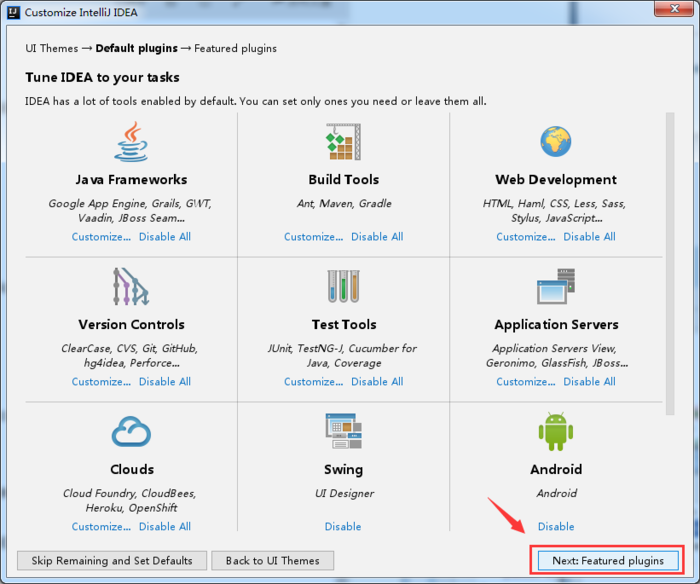 Customize IntelliJ IDEA
UI Themes → Default plugins → Featured plugins
Tune IDEA to your tasks
IDEA has a lot of tools enabled by default. You can set only ones you need or leave them all.
Java Frameworks
Google App Engine, Grails, GWT,
Vaadin, JBoss Seam...
Customize... Disable All
Build Tools
Ant, Maven, Gradle
Customize... Disable All
Web Development
HTML, Haml, CSS, Less, Sass,
Stylus, JavaScript...
Customize... Disable All
Version Controls
ClearCase, CVS, Git, GitHub,
hg4idea, Perforce...
Customize... Disable All
Test Tools
JUnit, TestNG-J, Cucumber for
Java, Coverage
Customize... Disable All
Application Servers
Application Servers View,
Geronimo, GlassFish, JBoss...
Customize... Disable All
Clouds
Cloud Foundry, CloudBees,
Heroku, OpenShift
Customize... Disable All
Swing
UI Designer
Disable
Android
Android
Disable
Skip Remaining and Set Defaults
Back to UI Themes
Next: Featured plugins